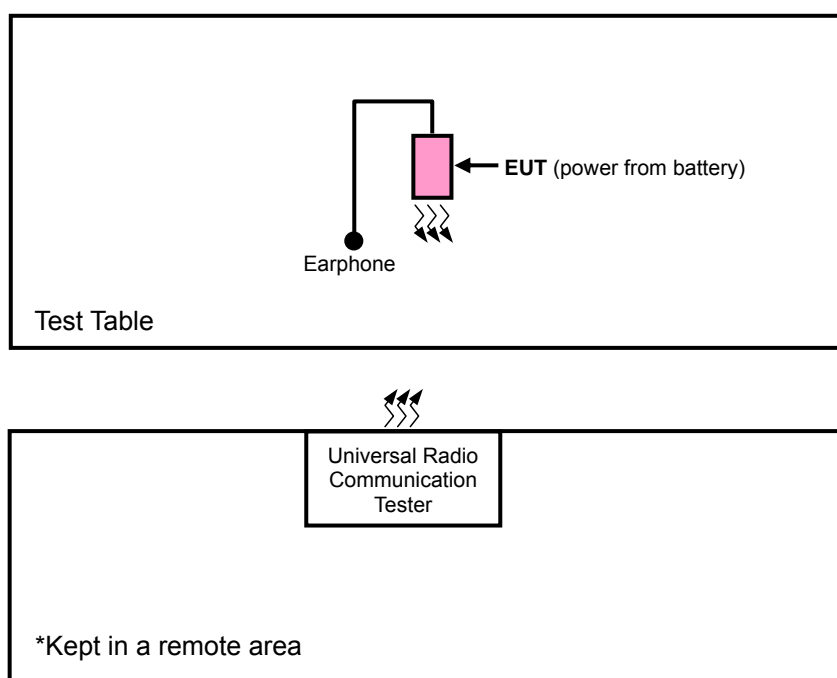 EUT (power from battery)
Earphone
Test Table
Universal Radio
Communication
Tester
*Kept in a remote area